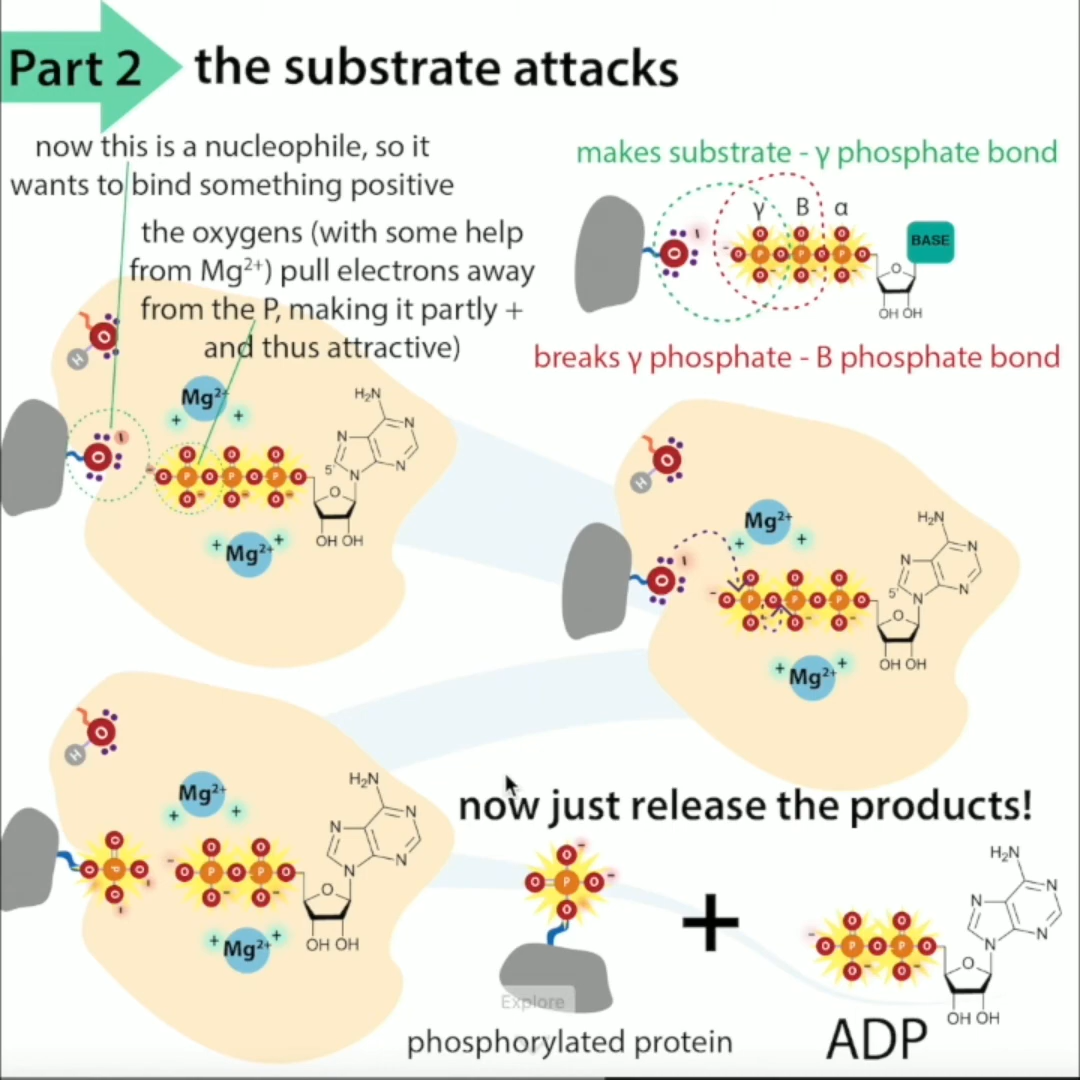 Part 2
the substrate attacks
now this is a nucleophile, so it
wants to bind something positive
the oxygens (with some help
from Mg²⁺) pull electrons away
from the P, making it partly +
and thus attractive)
makes substrate - γ phosphate bond
γ B α
O O O
- O P O P O P O
O - O - O -
BASE
O
OH OH
breaks γ phosphate - B phosphate bond
O
H
Mg²⁺
+ +
H₂N
N N
N N
5'
O -
- O O O
O P O P O P O
O - O - O -
O
OH OH
+ Mg²⁺ +
O
H
Mg²⁺
+ +
H₂N
N N
N N
5'
O -
O O O
- O P O P O P O
O - O - O -
O
OH OH
+ Mg²⁺ +
O
H
Mg²⁺
+ +
H₂N
N N
N N
O
O P O -
O -
- O O
O P O P O
O - O -
O
OH OH
+ Mg²⁺ +
now just release the products!
O -
O P O -
O
+
H₂N
N N
N N
- O O
O P O P O
O - O -
O
OH OH
Explore
phosphorylated protein
ADP